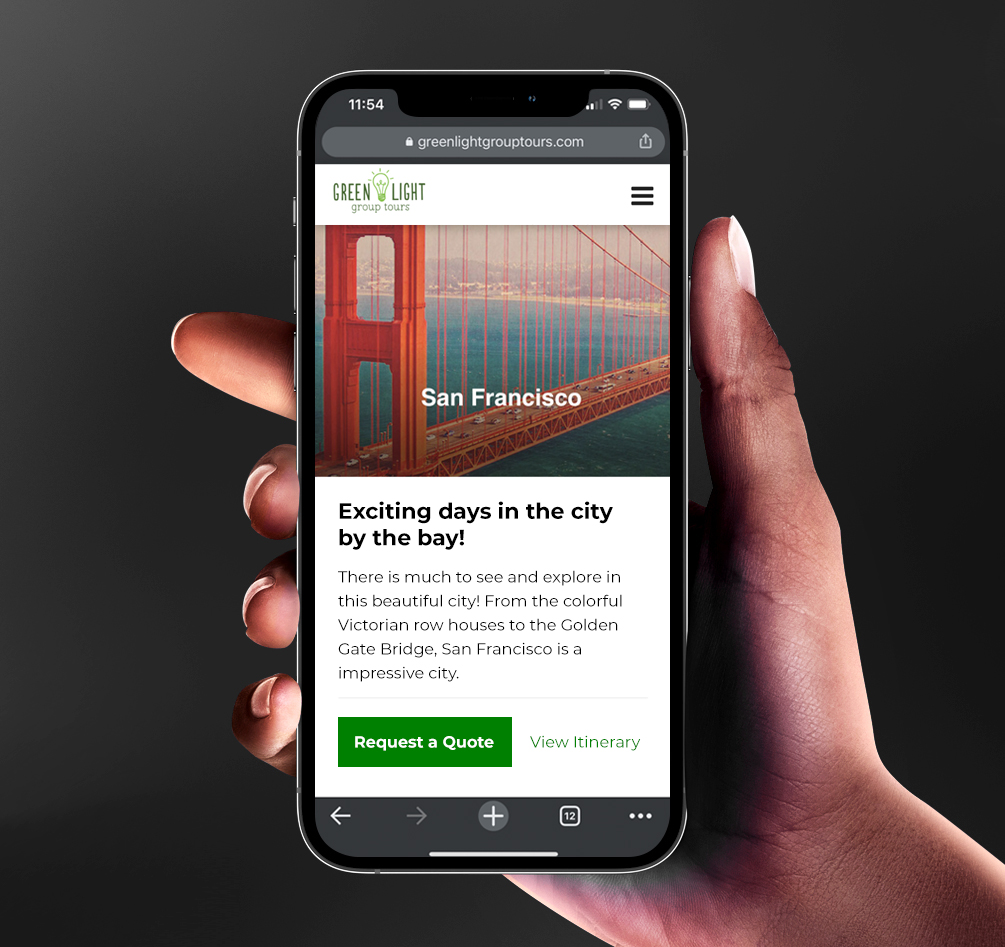 11:54
greenlightgrouptours.com
GREEN LIGHT
group tours
San Francisco
Exciting days in the city
by the bay!
There is much to see and explore in
this beautiful city! From the colorful
Victorian row houses to the Golden
Gate Bridge, San Francisco is a
impressive city.
Request a Quote View Itinerary
12